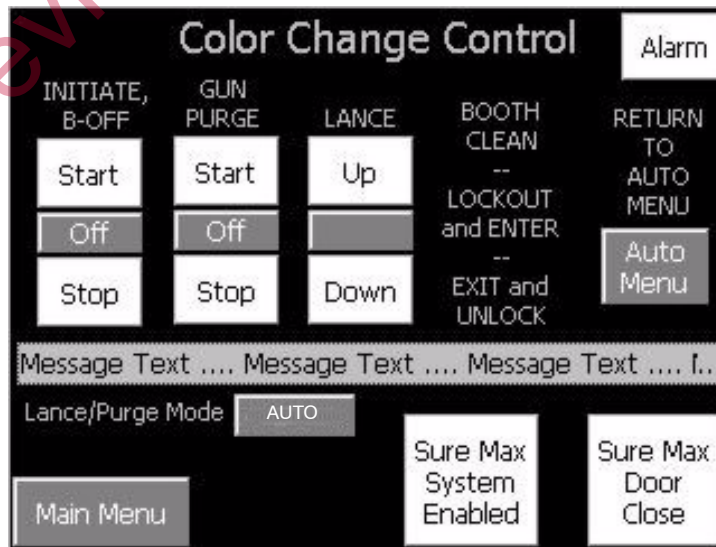 Color Change Control
Alarm
INITIATE,
B-OFF
Start
Off
Stop
GUN
PURGE
Start
Off
Stop
LANCE
Up
Down
BOOTH
CLEAN
--
LOCKOUT
and ENTER
--
EXIT and
UNLOCK
RETURN
TO
AUTO
MENU
Auto
Menu
Message Text .... Message Text .... Message Text ....
Lance/Purge Mode AUTO
Sure Max
System
Enabled
Sure Max
Door
Close
Main Menu